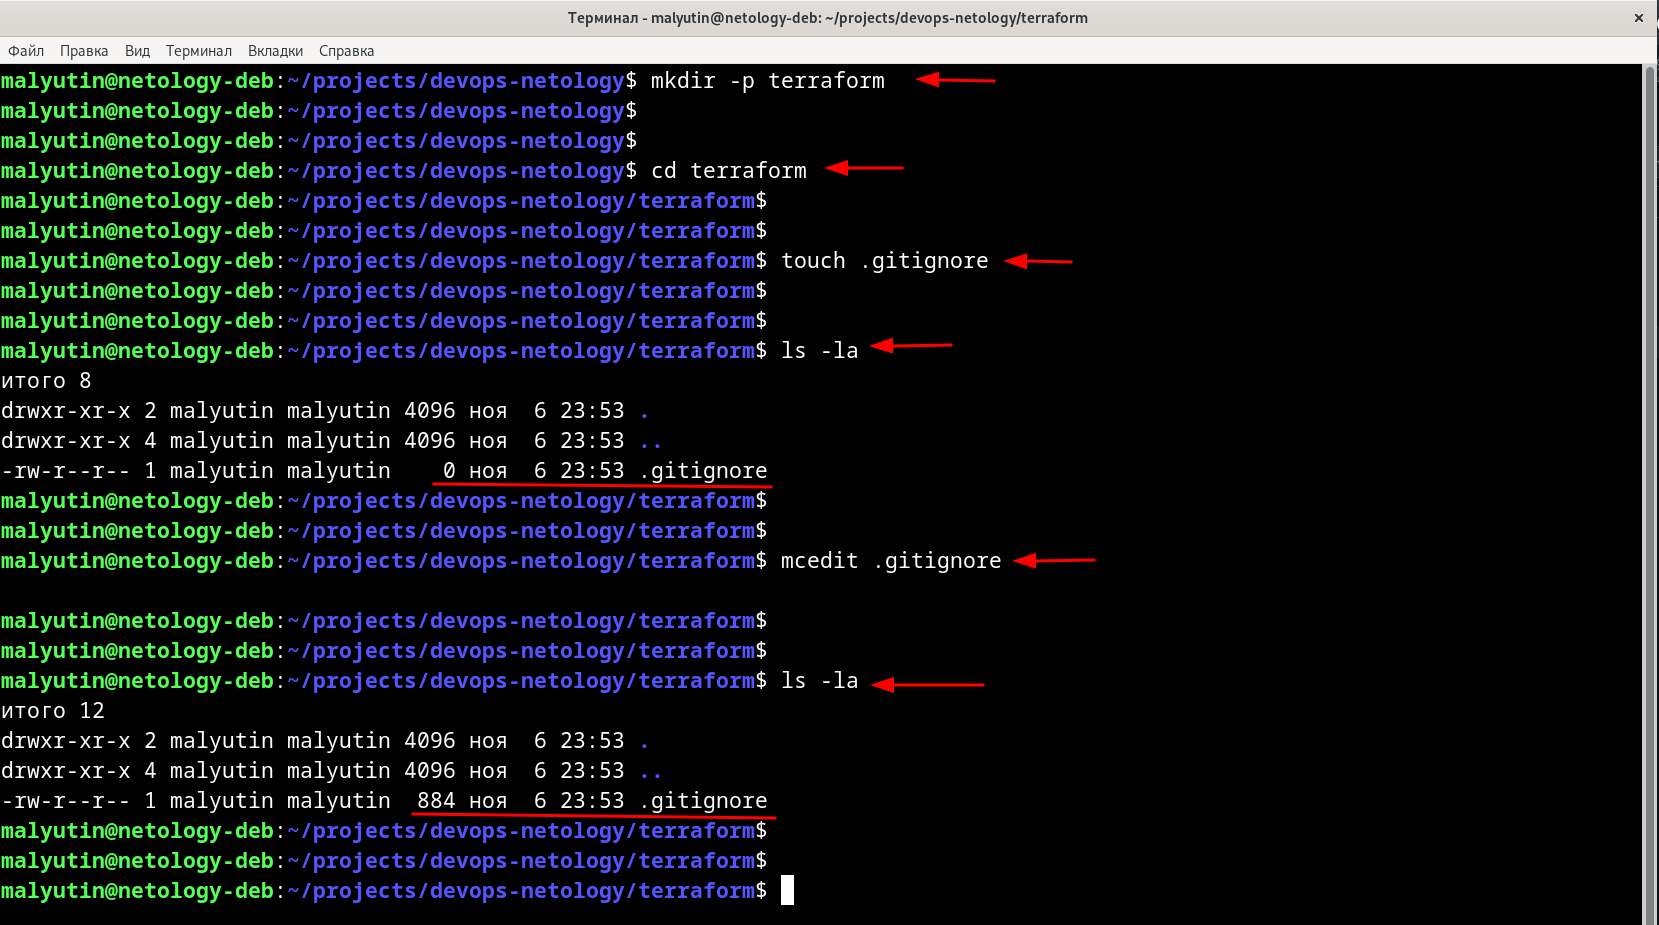 Терминал - malyutin@netology-deb: ~/projects/devops-netology/terraform ×
Файл Правка Вид Терминал Вкладки Справка
malyutin@netology-deb:~/projects/devops-netology$ mkdir -p terraform
malyutin@netology-deb:~/projects/devops-netology$
malyutin@netology-deb:~/projects/devops-netology$
malyutin@netology-deb:~/projects/devops-netology$ cd terraform
malyutin@netology-deb:~/projects/devops-netology/terraform$
malyutin@netology-deb:~/projects/devops-netology/terraform$
malyutin@netology-deb:~/projects/devops-netology/terraform$ touch .gitignore
malyutin@netology-deb:~/projects/devops-netology/terraform$
malyutin@netology-deb:~/projects/devops-netology/terraform$
malyutin@netology-deb:~/projects/devops-netology/terraform$ ls -la
итого 8
drwxr-xr-x 2 malyutin malyutin 4096 ноя  6 23:53 .
drwxr-xr-x 4 malyutin malyutin 4096 ноя  6 23:53 ..
-rw-r--r-- 1 malyutin malyutin    0 ноя  6 23:53 .gitignore
malyutin@netology-deb:~/projects/devops-netology/terraform$
malyutin@netology-deb:~/projects/devops-netology/terraform$
malyutin@netology-deb:~/projects/devops-netology/terraform$ mcedit .gitignore
malyutin@netology-deb:~/projects/devops-netology/terraform$
malyutin@netology-deb:~/projects/devops-netology/terraform$
malyutin@netology-deb:~/projects/devops-netology/terraform$ ls -la
итого 12
drwxr-xr-x 2 malyutin malyutin 4096 ноя  6 23:53 .
drwxr-xr-x 4 malyutin malyutin 4096 ноя  6 23:53 ..
-rw-r--r-- 1 malyutin malyutin  884 ноя  6 23:53 .gitignore
malyutin@netology-deb:~/projects/devops-netology/terraform$
malyutin@netology-deb:~/projects/devops-netology/terraform$
malyutin@netology-deb:~/projects/devops-netology/terraform$